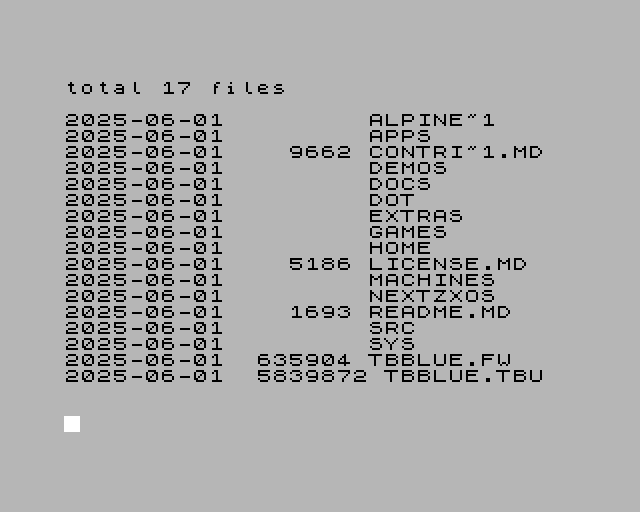 total 17 files
2025-06-01 ALPINE~1
2025-06-01 APPS
2025-06-01 9662 CONTRI~1.MD
2025-06-01 DEMOS
2025-06-01 DOCS
2025-06-01 DOT
2025-06-01 EXTRAS
2025-06-01 GAMES
2025-06-01 HOME
2025-06-01 5186 LICENSE.MD
2025-06-01 MACHINES
2025-06-01 NEXTZXOS
2025-06-01 1693 README.MD
2025-06-01 SRC
2025-06-01 SYS
2025-06-01 635904 TBBLUE.FW
2025-06-01 5839872 TBBLUE.TBU